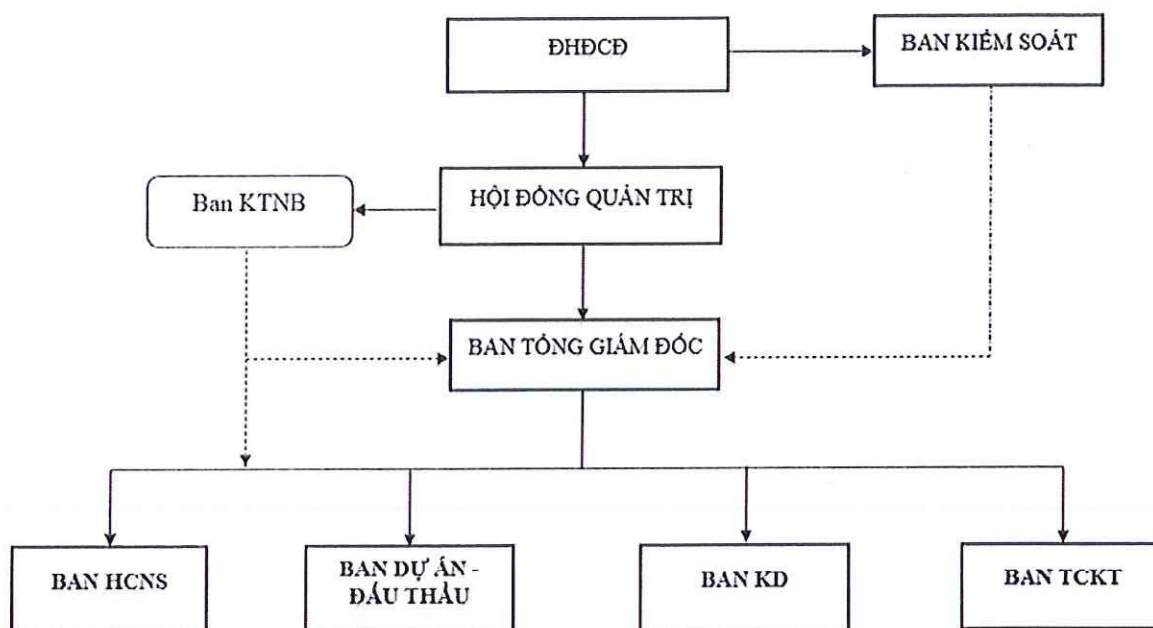 ĐHĐCĐ
BAN KIỂM SOÁT
Ban KTNB
HỘI ĐỒNG QUẢN TRỊ
BAN TỔNG GIÁM ĐỐC
BAN HCNS
BAN DỰ ÁN -
ĐẤU THẦU
BAN KD
BAN TCKT